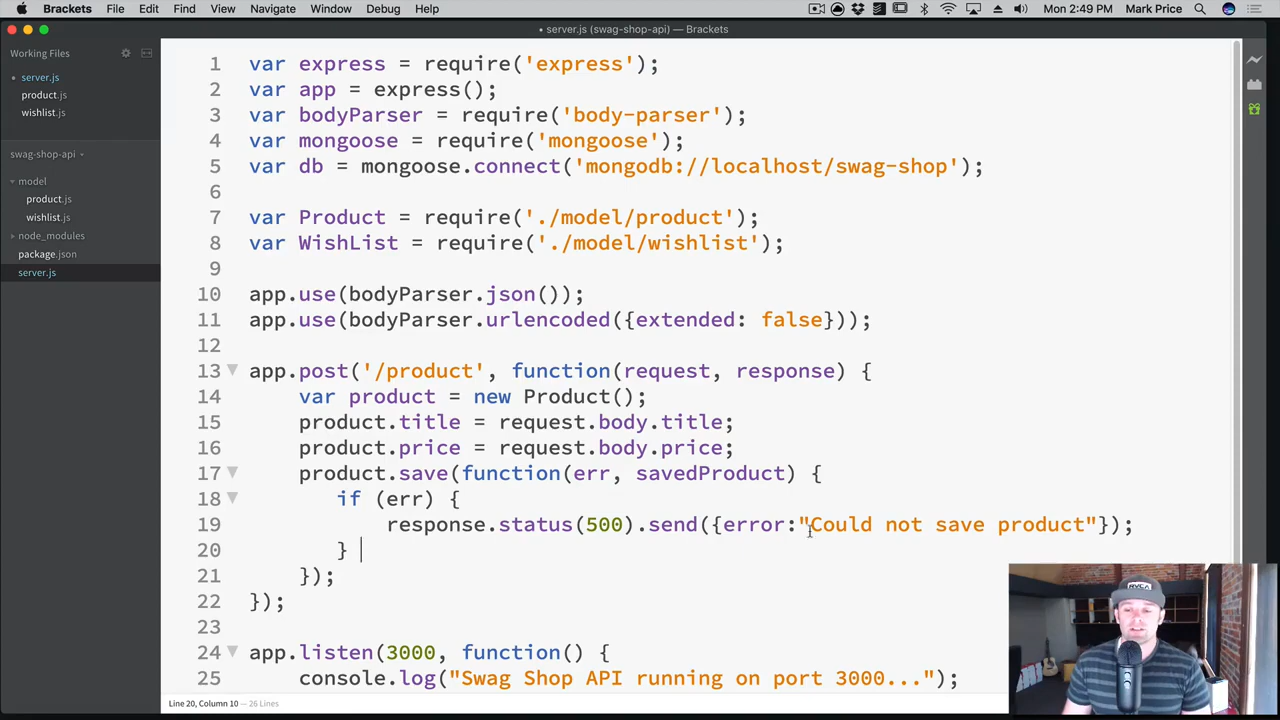 Brackets File Edit Find View Navigate Window Debug Help Mon 2:49 PM Mark Price
• server.js (swag-shop-api) — Brackets
Working Files
• server.js
product.js
wishlist.js
swag-shop-api
model
product.js
wishlist.js
node_modules
package.json
server.js
1 var express = require('express');
2 var app = express();
3 var bodyParser = require('body-parser');
4 var mongoose = require('mongoose');
5 var db = mongoose.connect('mongodb://localhost/swag-shop');
6
7 var Product = require('./model/product');
8 var WishList = require('./model/wishlist');
9
10 app.use(bodyParser.json());
11 app.use(bodyParser.urlencoded({extended: false}));
12
13 app.post('/product', function(request, response) {
14 var product = new Product();
15 product.title = request.body.title;
16 product.price = request.body.price;
17 product.save(function(err, savedProduct) {
18 if (err) {
19 response.status(500).send({error:"Could not save product"});
20 }
21 });
22 });
23
24 app.listen(3000, function() {
25 console.log("Swag Shop API running on port 3000...");
Line 20, Column 10 — 26 Lines